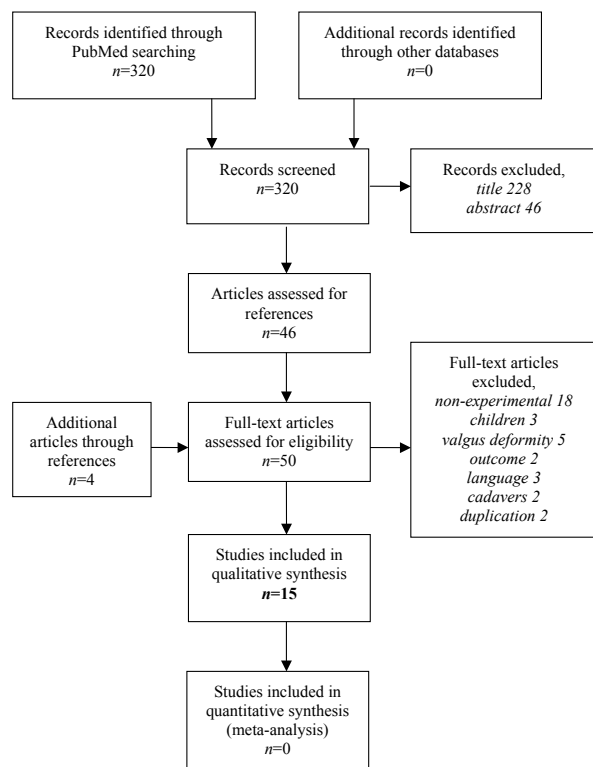 Records identified through
PubMed searching
n=320
Additional records identified
through other databases
n=0
Records screened
n=320
Records excluded,
title 228
abstract 46
Articles assessed for
references
n=46
Additional
articles through
references
n=4
Full-text articles
assessed for eligibility
n=50
Full-text articles
excluded,
non-experimental 18
children 3
valgus deformity 5
outcome 2
language 3
cadavers 2
duplication 2
Studies included in
qualitative synthesis
n=15
Studies included in
quantitative synthesis
(meta-analysis)
n=0